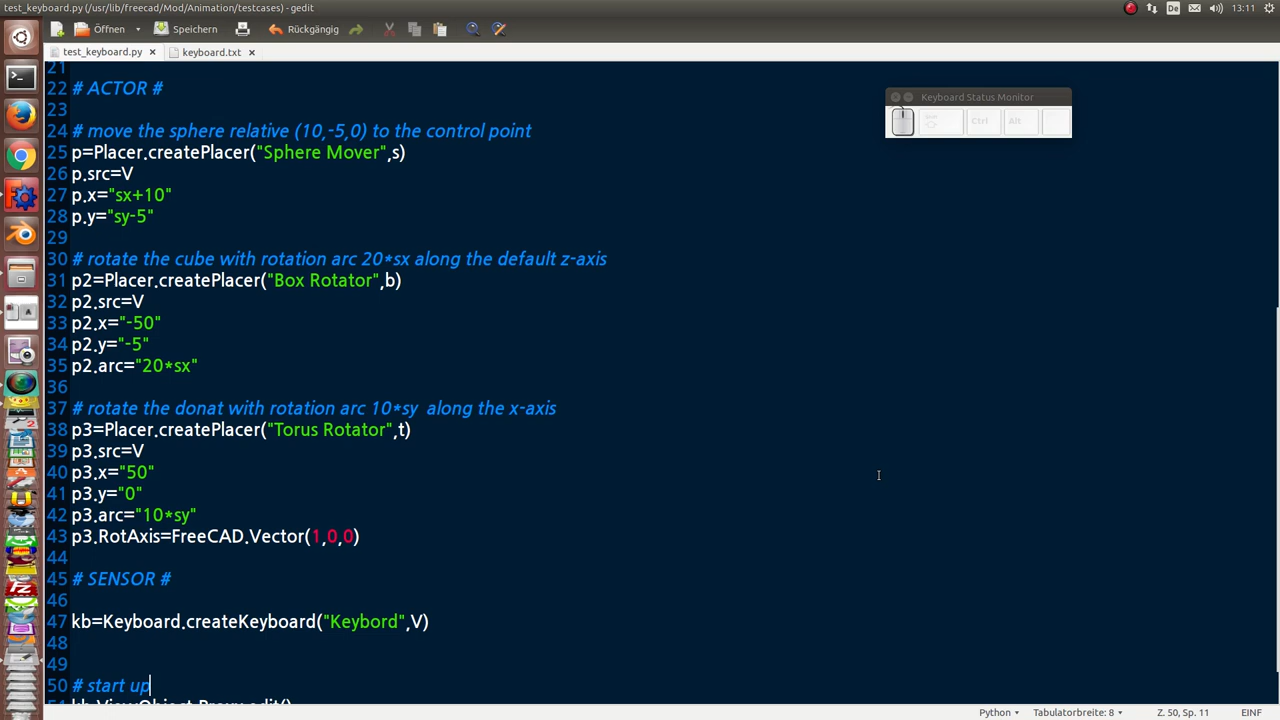 test_keyboard.py (/usr/lib/freecad/Mod/Animation/testcases) - gedit
De
13:11
Öffnen
Speichern
Rückgängig
test_keyboard.py
keyboard.txt
Keyboard Status Monitor
Ctrl
Alt
21
22 # ACTOR #
23
24 # move the sphere relative (10,-5,0) to the control point
25 p=Placer.createPlacer("Sphere Mover",s)
26 p.src=V
27 p.x="sx+10"
28 p.y="sy-5"
29
30 # rotate the cube with rotation arc 20*sx along the default z-axis
31 p2=Placer.createPlacer("Box Rotator",b)
32 p2.src=V
33 p2.x="-50"
34 p2.y="-5"
35 p2.arc="20*sx"
36
37 # rotate the donat with rotation arc 10*sy  along the x-axis
38 p3=Placer.createPlacer("Torus Rotator",t)
39 p3.src=V
40 p3.x="50"
41 p3.y="0"
42 p3.arc="10*sy"
43 p3.RotAxis=FreeCAD.Vector(1,0,0)
44
45 # SENSOR #
46
47 kb=Keyboard.createKeyboard("Keybord",V)
48
49
50 # start up
51 kb.ViewObject.Proxy.edit()
Python
Tabulatorbreite: 8
Z. 50, Sp. 11
EINF